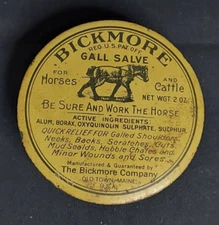 BICKMORE
REG. U.S. PAT. OFF.
GALL SALVE
FOR Horses AND Cattle
NET WGT. 2 OZ.
BE SURE AND WORK THE HORSE
ACTIVE INGREDIENTS:
ALUM, BORAX, OXYQUINOLIN SULPHATE, SULPHUR
QUICK RELIEF FOR Galled Shoulders,
Necks, Backs, Scratches, Cuts,
Mud Scalds, Hobble Chafes and
Minor Wounds and Sores.
Manufactured & Guaranteed by
The Bickmore Company
OLD TOWN, MAINE,
U.S.A.